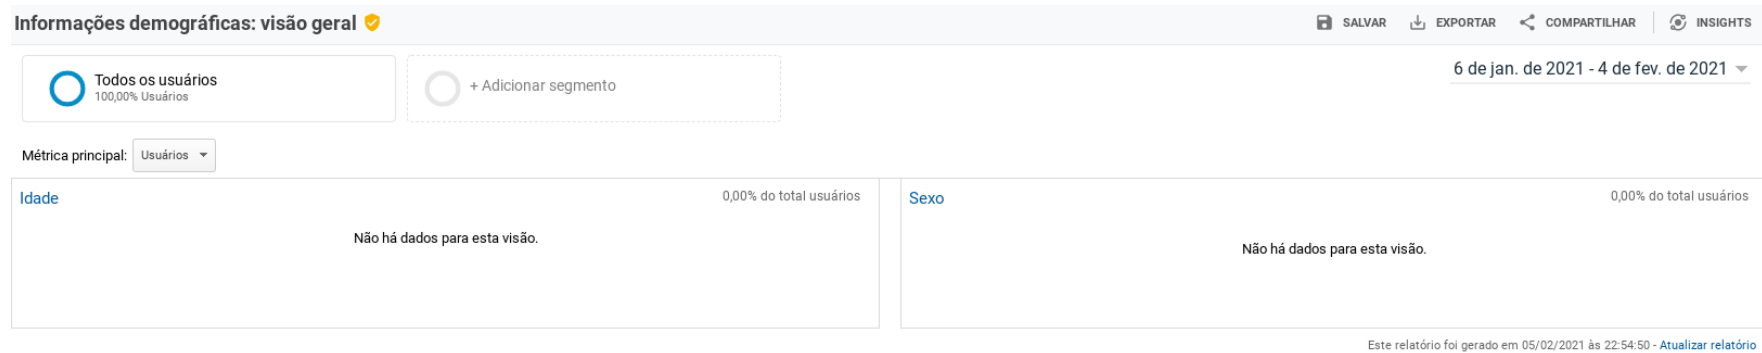 Informações demográficas: visão geral
SALVAR
EXPORTAR
COMPARTILHAR
INSIGHTS
Todos os usuários
100,00% Usuários
+ Adicionar segmento
6 de jan. de 2021 - 4 de fev. de 2021
Métrica principal:
Usuários
Idade
0,00% do total usuários
Não há dados para esta visão.
Sexo
0,00% do total usuários
Não há dados para esta visão.
Este relatório foi gerado em 05/02/2021 às 22:54:50 - Atualizar relatório